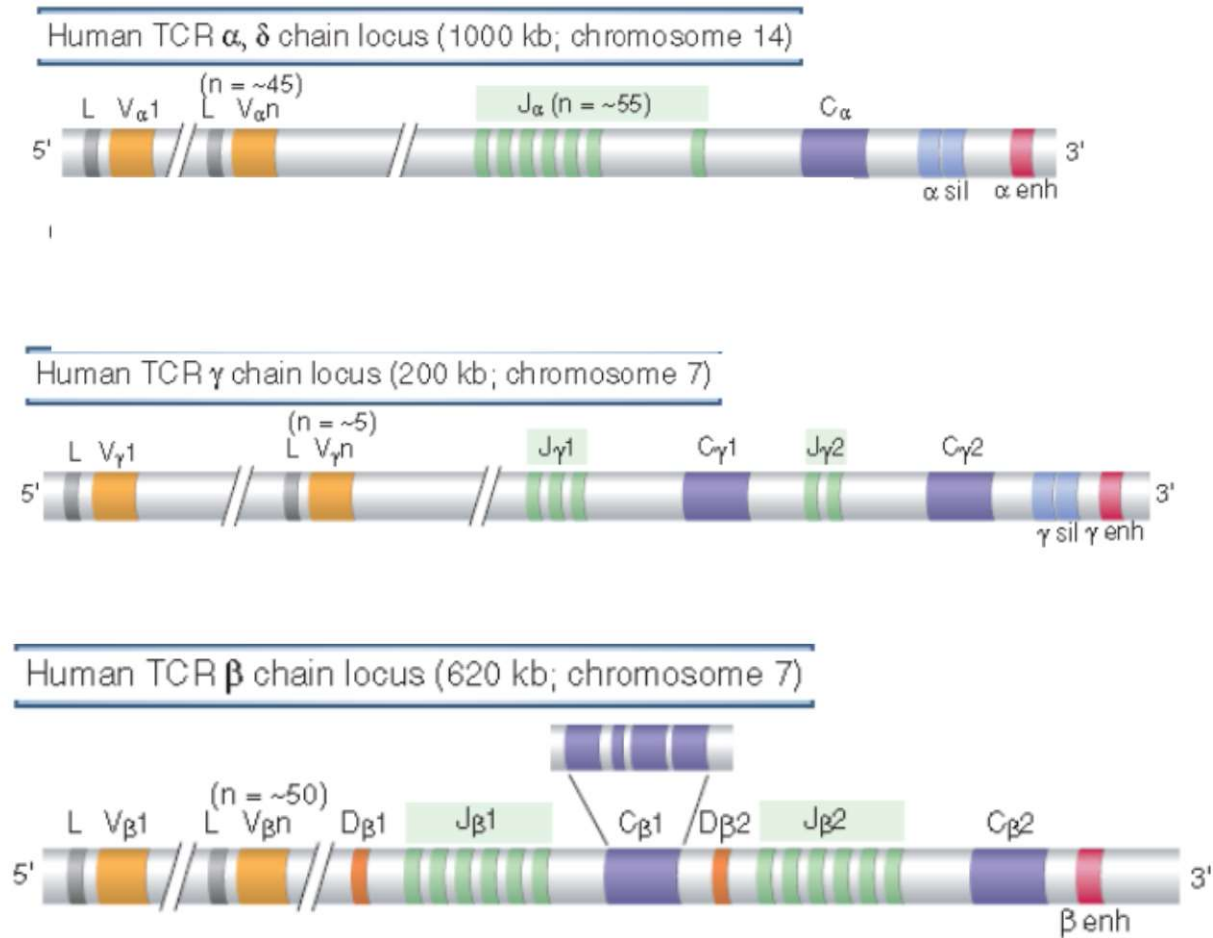 Human TCR α, δ chain locus (1000 kb; chromosome 14)
(n = ~45)
L Vα1 L Vαn Jα (n = ~55) Cα
5' 3'
α sil α enh
Human TCR γ chain locus (200 kb; chromosome 7)
(n = ~5)
L Vγ1 L Vγn Jγ1 Cγ1 Jγ2 Cγ2
5' 3'
γ sil γ enh
Human TCR β chain locus (620 kb; chromosome 7)
(n = ~50)
L Vβ1 L Vβn Dβ1 Jβ1 Cβ1 Dβ2 Jβ2 Cβ2
5' 3'
β enh